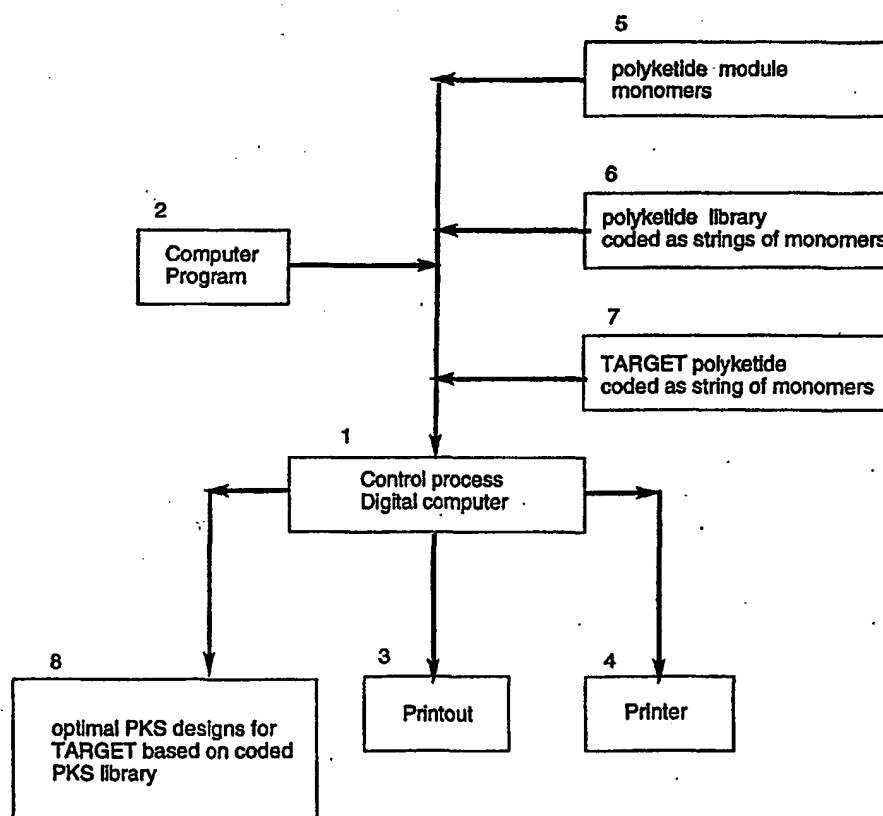 5
polyketide module
monomers
6
polyketide library
coded as strings of monomers
2
Computer
Program
7
TARGET polyketide
coded as string of monomers
1
Control process
Digital computer
8
optimal PKS designs for
TARGET based on coded
PKS library
3
Printout
4
Printer